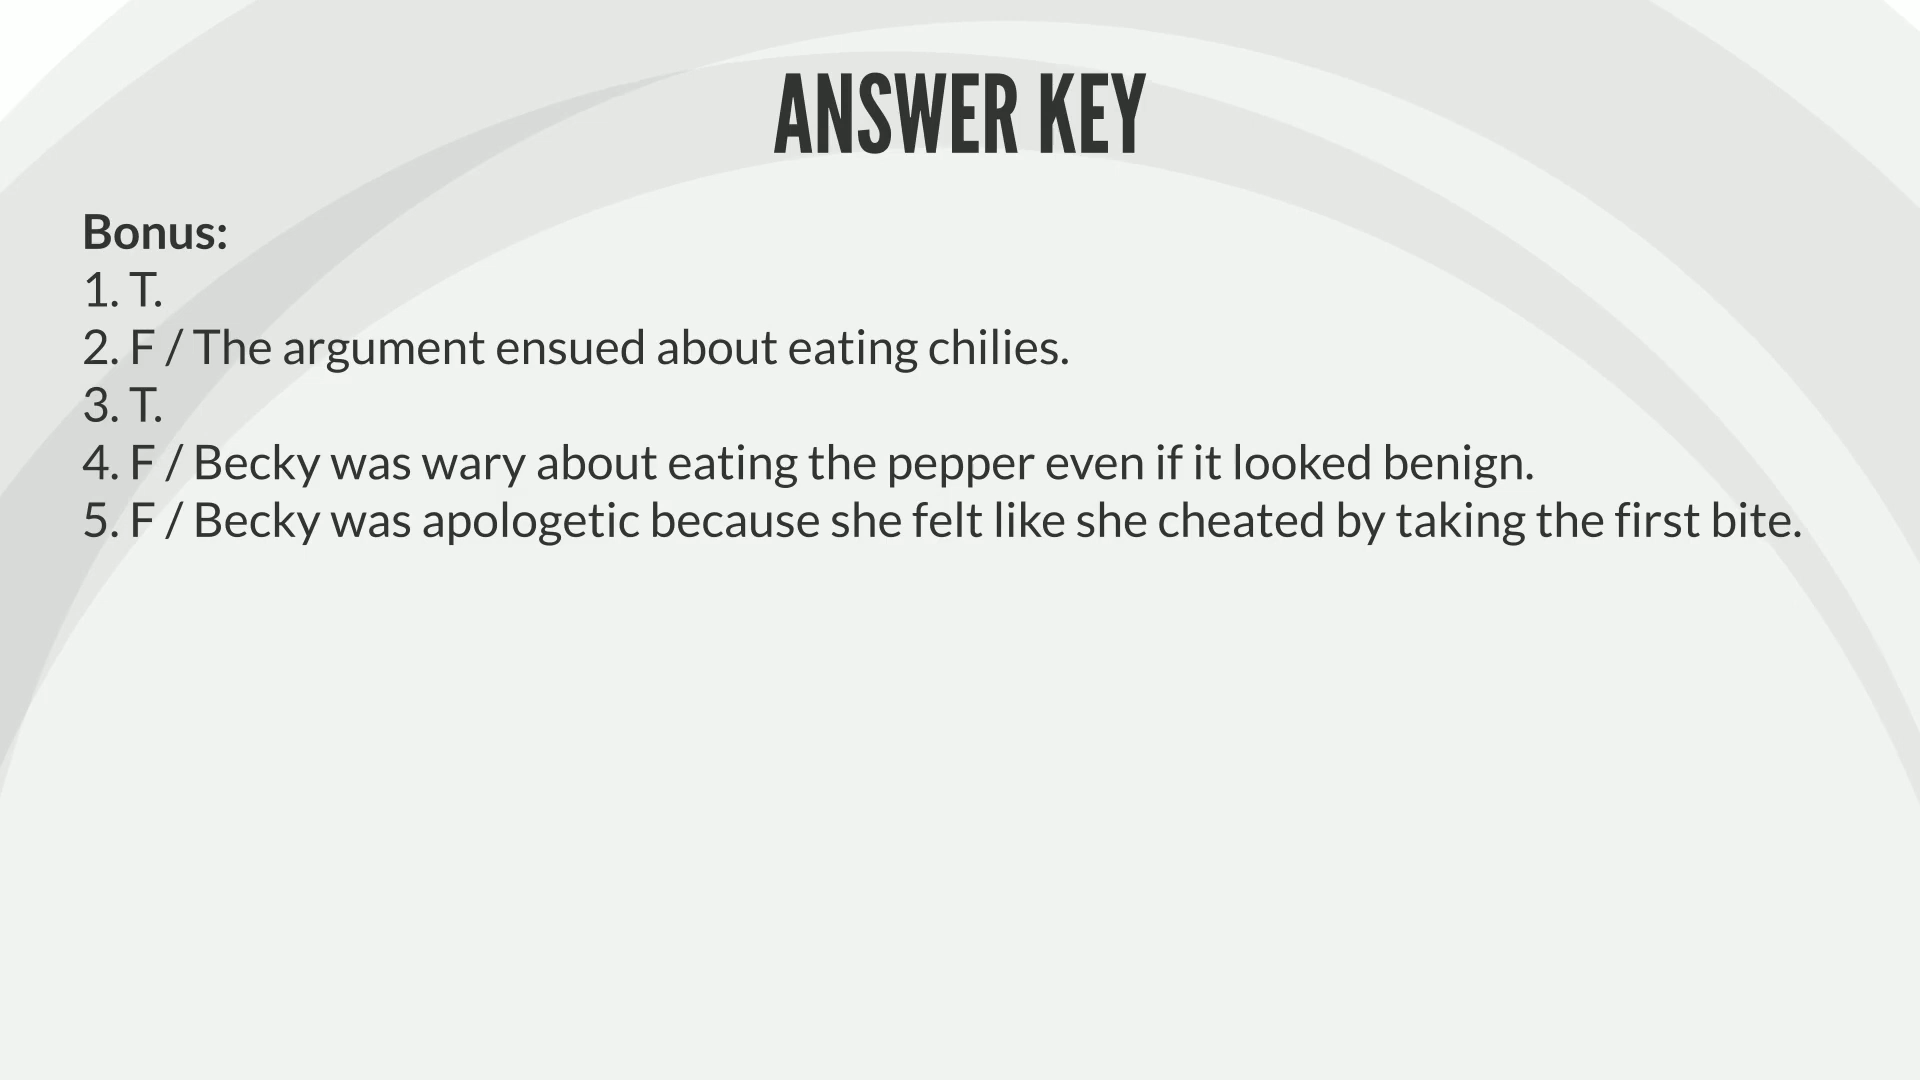 ANSWER KEY
Bonus:
1. T.
2. F / The argument ensued about eating chilies.
3. T.
4. F / Becky was wary about eating the pepper even if it looked benign.
5. F / Becky was apologetic because she felt like she cheated by taking the first bite.